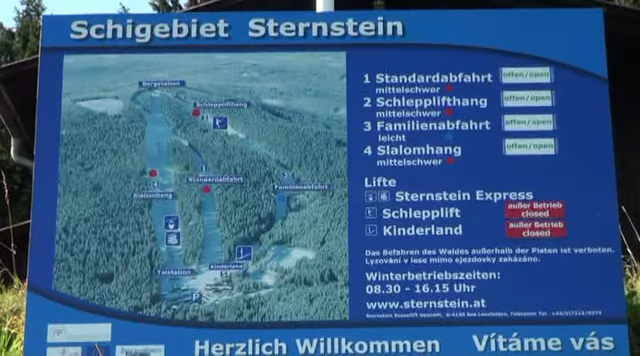 Schigebiet Sternstein
Bergstation
Schlepplifthang
Standardabfahrt
Familienabfahrt
Slalomhang
Talstation
Kinderland
P
1 Standardabfahrt offen/open
mittelschwer
2 Schlepplifthang offen/open
mittelschwer
3 Familienabfahrt offen/open
leicht
4 Slalomhang offen/open
mittelschwer
Lifte
Sternstein Express
Schlepplift außer Betrieb
closed
Kinderland außer Betrieb
closed
Das Befahren des Waldes außerhalb der Pisten ist verboten.
Lyzování v lese mimo sjezdovky zakázáno.
Winterbetriebszeiten:
08.30 - 16.15 Uhr
www.sternstein.at
Herzlich Willkommen Vítáme vás